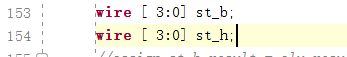 153 wire [ 3:0] st_b;
154 wire [ 3:0] st_h;